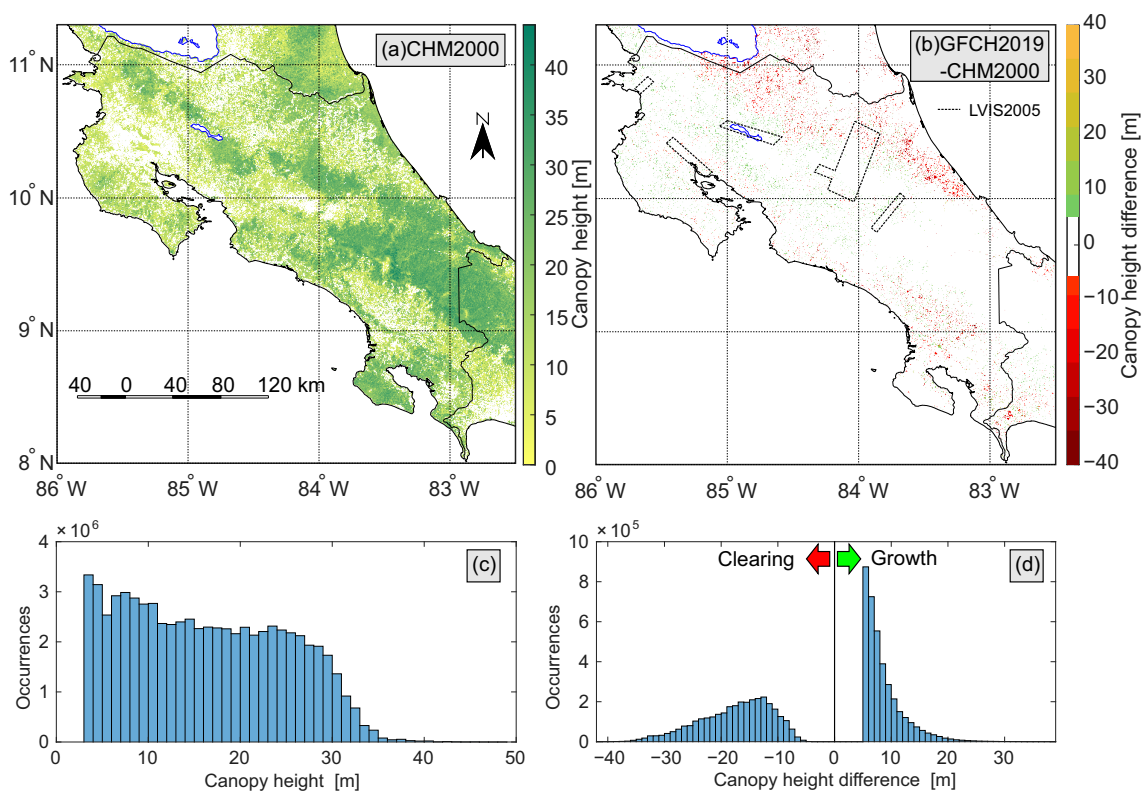 (a)CHM2000
N
11° N
10° N
9° N
8° N
86° W
85° W
84° W
83° W
40 0 40 80 120 km
40
35
30
25
20
15
10
5
0
Canopy height [m]
(b)GFCH2019
-CHM2000
LVIS2005
86° W
85° W
84° W
83° W
40
30
20
10
0
−10
−20
−30
−40
Canopy height difference [m]
× 10⁶
(c)
4
3
2
1
0
Occurrences
0 10 20 30 40 50
Canopy height [m]
× 10⁵
Clearing
Growth
(d)
10
8
6
4
2
0
Occurrences
−40 −30 −20 −10 0 10 20 30
Canopy height difference [m]